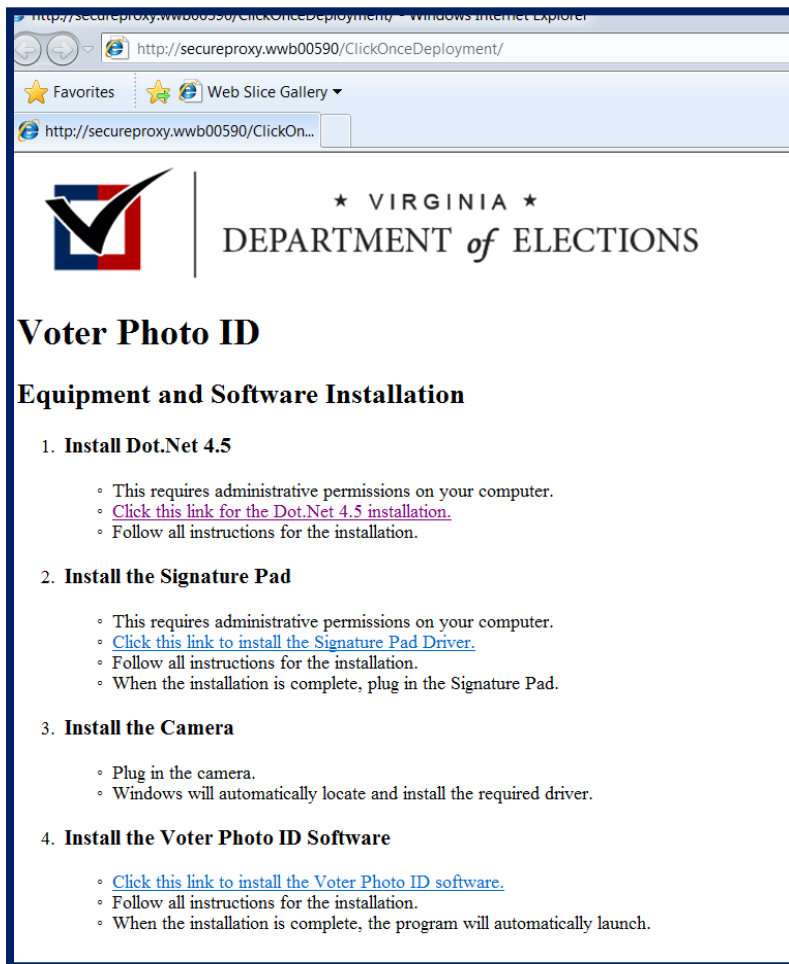 http://secureproxy.wwb00590/ClickOnceDeployment/ - Windows Internet Explorer
http://secureproxy.wwb00590/ClickOnceDeployment/
Favorites Web Slice Gallery
http://secureproxy.wwb00590/ClickOn...
VIRGINIA
DEPARTMENT of ELECTIONS
Voter Photo ID
Equipment and Software Installation
1. Install Dot.Net 4.5
◦ This requires administrative permissions on your computer.
◦ Click this link for the Dot.Net 4.5 installation.
◦ Follow all instructions for the installation.
2. Install the Signature Pad
◦ This requires administrative permissions on your computer.
◦ Click this link to install the Signature Pad Driver.
◦ Follow all instructions for the installation.
◦ When the installation is complete, plug in the Signature Pad.
3. Install the Camera
◦ Plug in the camera.
◦ Windows will automatically locate and install the required driver.
4. Install the Voter Photo ID Software
◦ Click this link to install the Voter Photo ID software.
◦ Follow all instructions for the installation.
◦ When the installation is complete, the program will automatically launch.